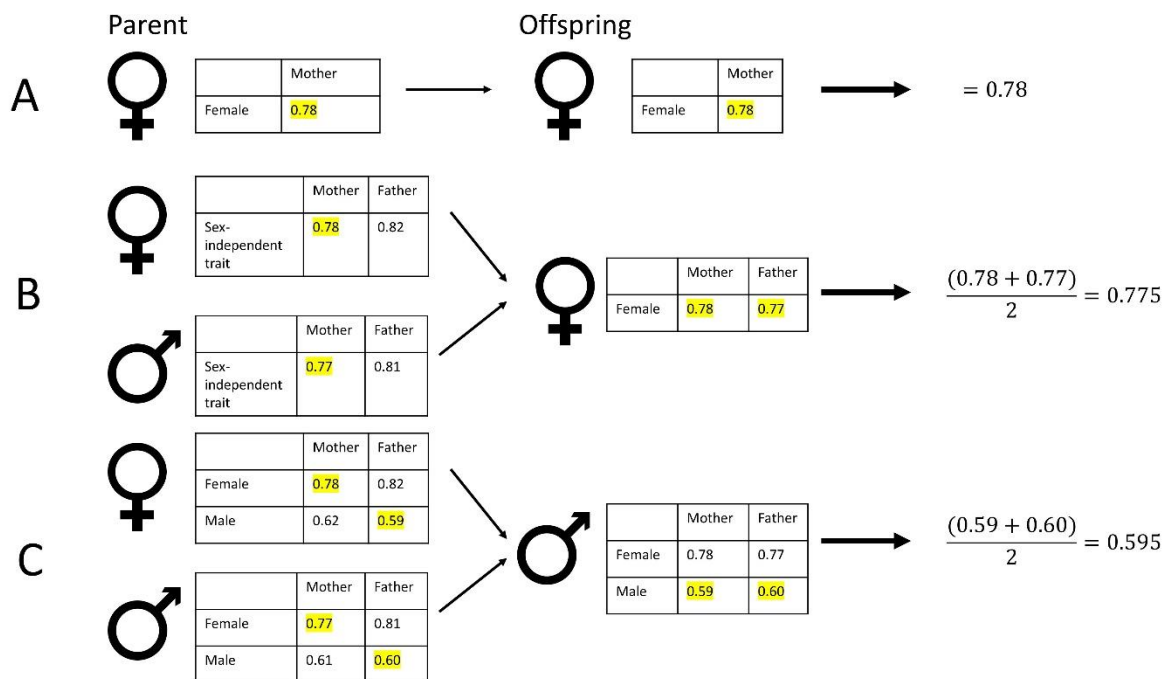 Parent Offspring
A
Mother
Female 0.78
Mother
Female 0.78
= 0.78
B
Mother Father
Sex-
independent
trait
0.78 0.82
Mother Father
Sex-
independent
trait
0.77 0.81
Mother Father
Female 0.78 0.77
(0.78 + 0.77)
2
= 0.775
C
Mother Father
Female 0.78 0.82
Male 0.62 0.59
Mother Father
Female 0.77 0.81
Male 0.61 0.60
Mother Father
Female 0.78 0.77
Male 0.59 0.60
(0.59 + 0.60)
2
= 0.595